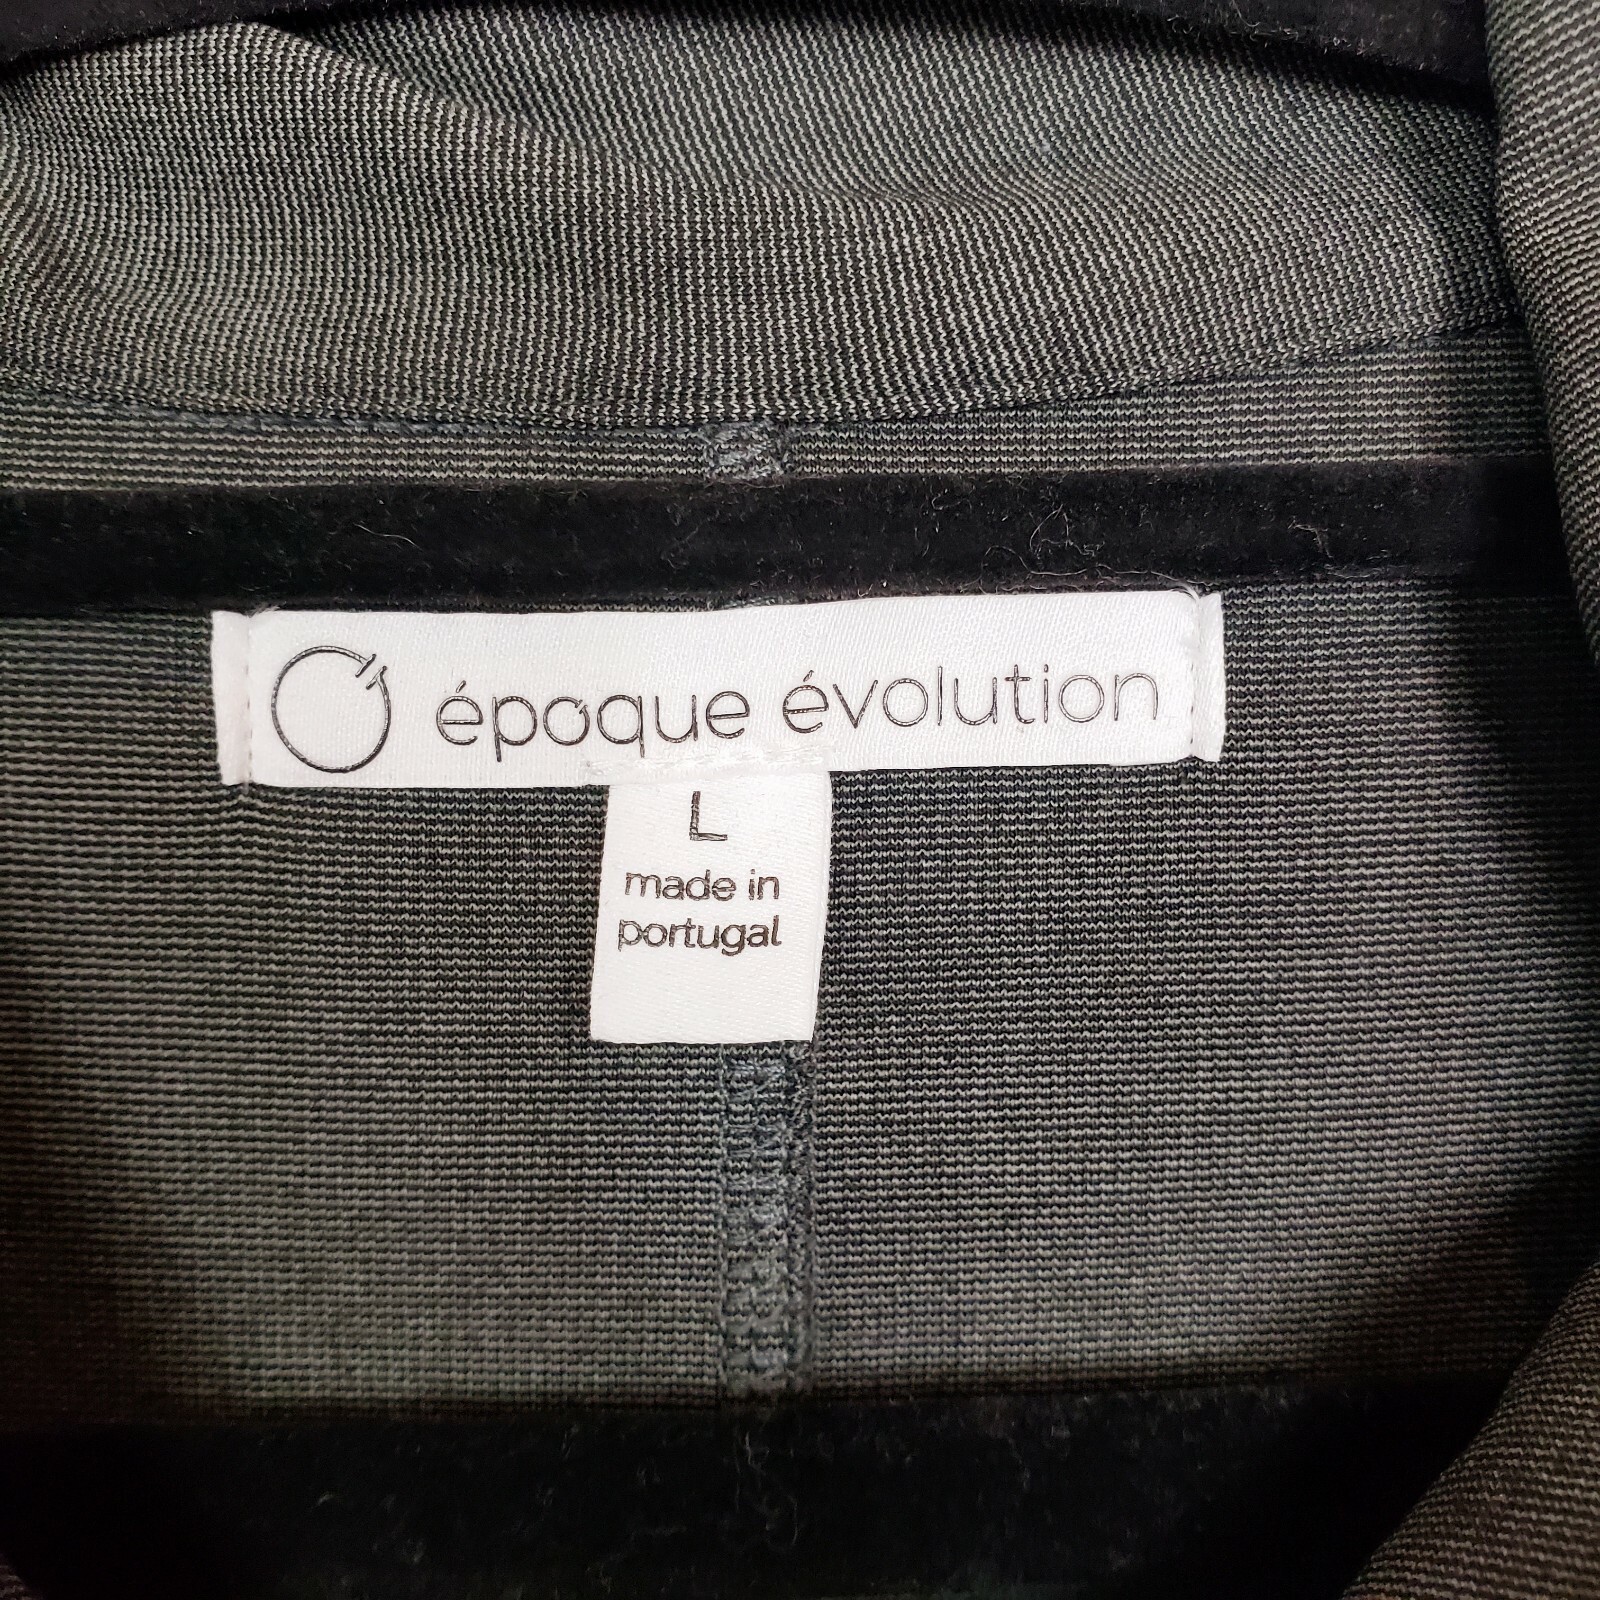 époque évolution
L
made in
portugal